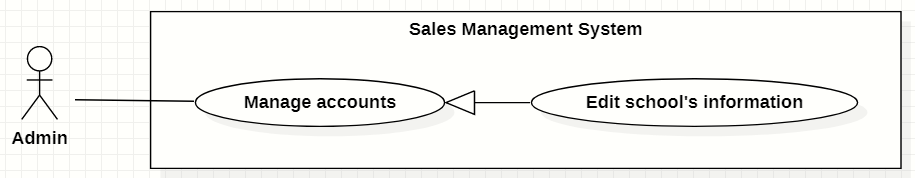 Sales Management System
Manage accounts
Edit school's information
Admin